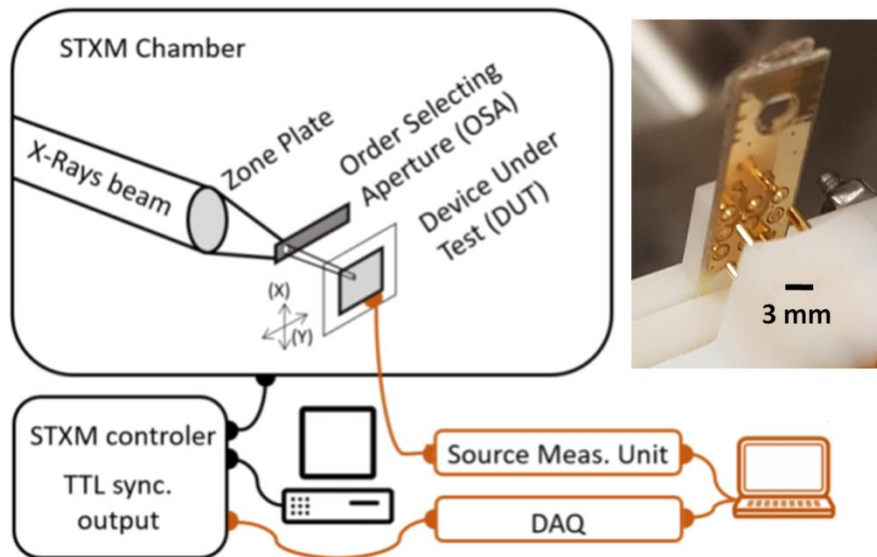 STXM Chamber
X-Rays beam
Zone Plate
Order Selecting
Aperture (OSA)
Device Under
Test (DUT)
(X)
(Y)
3 mm
STXM controler
TTL sync.
output
Source Meas. Unit
DAQ